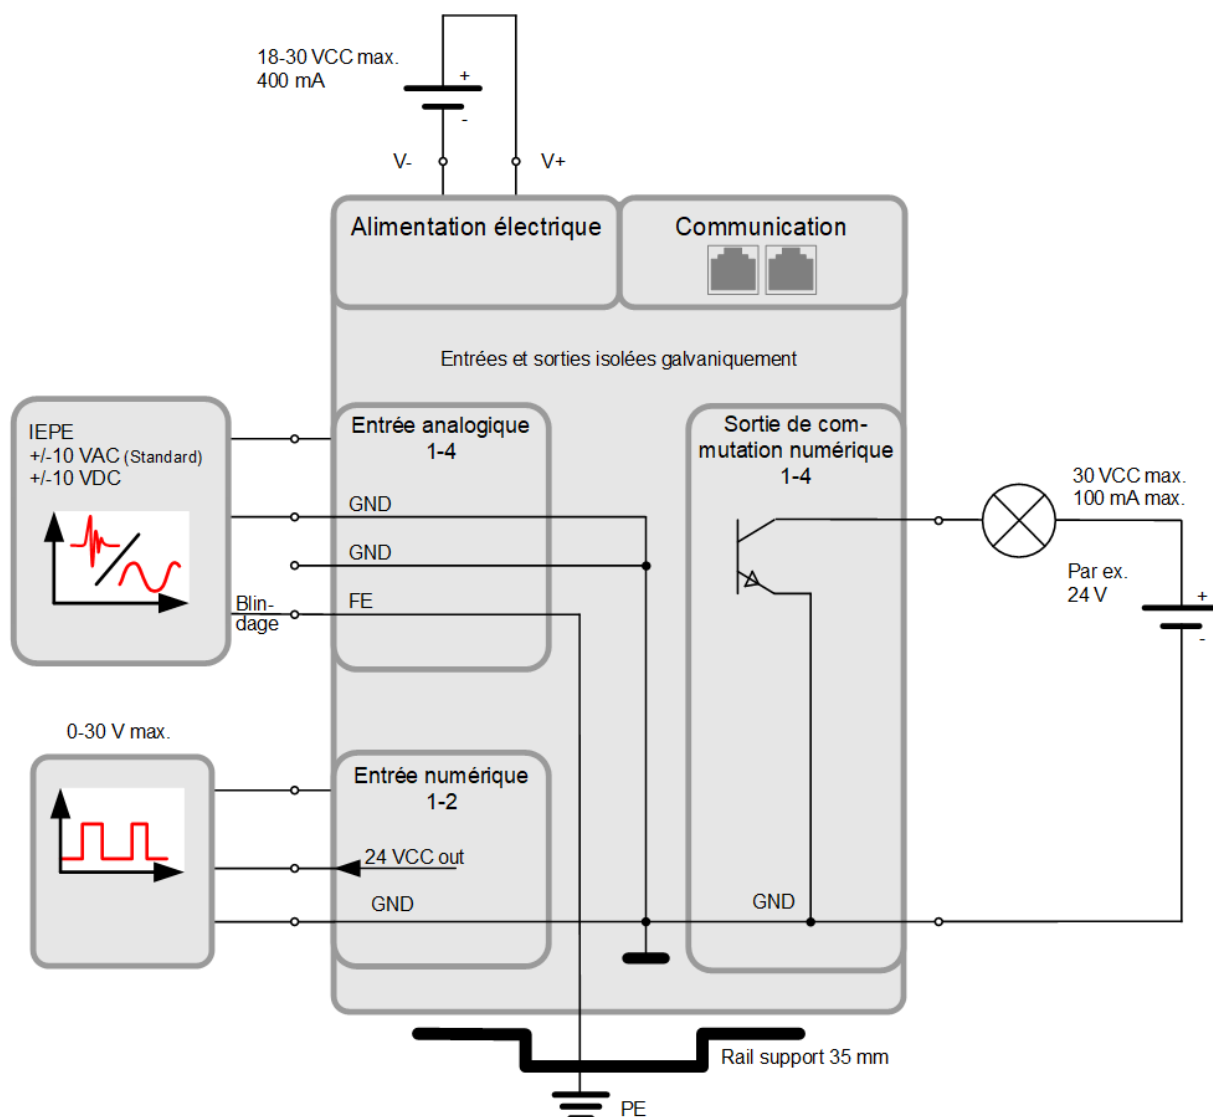 18-30 VCC max.
400 mA
+
-
V-
V+
Alimentation électrique
Communication
Entrées et sorties isolées galvaniquement
IEPE
+/-10 VAC (Standard)
+/-10 VDC
Blin-
dage
Entrée analogique
1-4
GND
GND
FE
Sortie de com-
mutation numérique
1-4
30 VCC max.
100 mA max.
Par ex.
24 V
+
-
0-30 V max.
Entrée numérique
1-2
24 VCC out
GND
GND
Rail support 35 mm
PE